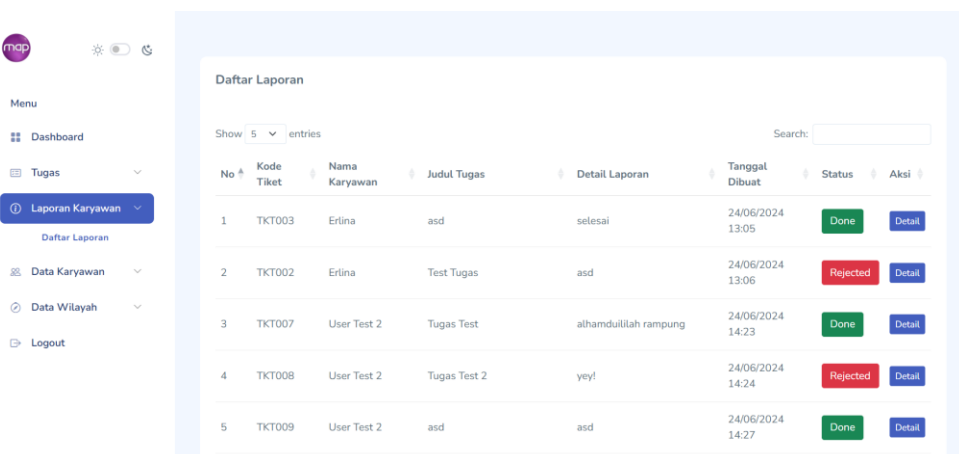 map
Menu
Dashboard
Tugas
Laporan Karyawan
Daftar Laporan
Data Karyawan
Data Wilayah
Logout
Daftar Laporan
Show 5 entries
Search:
No Kode Tiket Nama Karyawan Judul Tugas Detail Laporan Tanggal Dibuat Status Aksi
1 TKT003 Erlina asd selesai 24/06/2024 13:05 Done Detail
2 TKT002 Erlina Test Tugas asd 24/06/2024 13:06 Rejected Detail
3 TKT007 User Test 2 Tugas Test alhamduililah rampung 24/06/2024 14:23 Done Detail
4 TKT008 User Test 2 Tugas Test 2 yey! 24/06/2024 14:24 Rejected Detail
5 TKT009 User Test 2 asd asd 24/06/2024 14:27 Done Detail